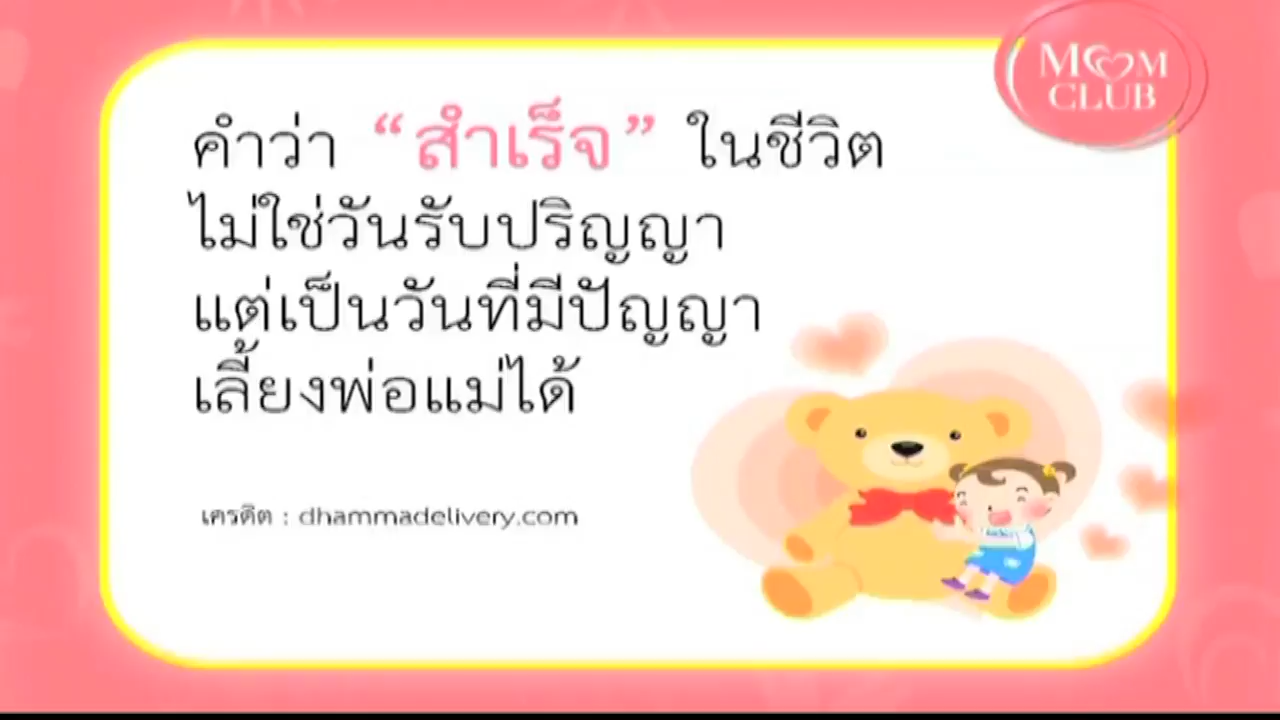 MOM
CLUB
คำว่า “สำเร็จ” ในชีวิต
ไม่ใช่วันรับปริญญา
แต่เป็นวันที่มีปัญญา
เลี้ยงพ่อแม่ได้
เครดิต : dhammadelivery.com